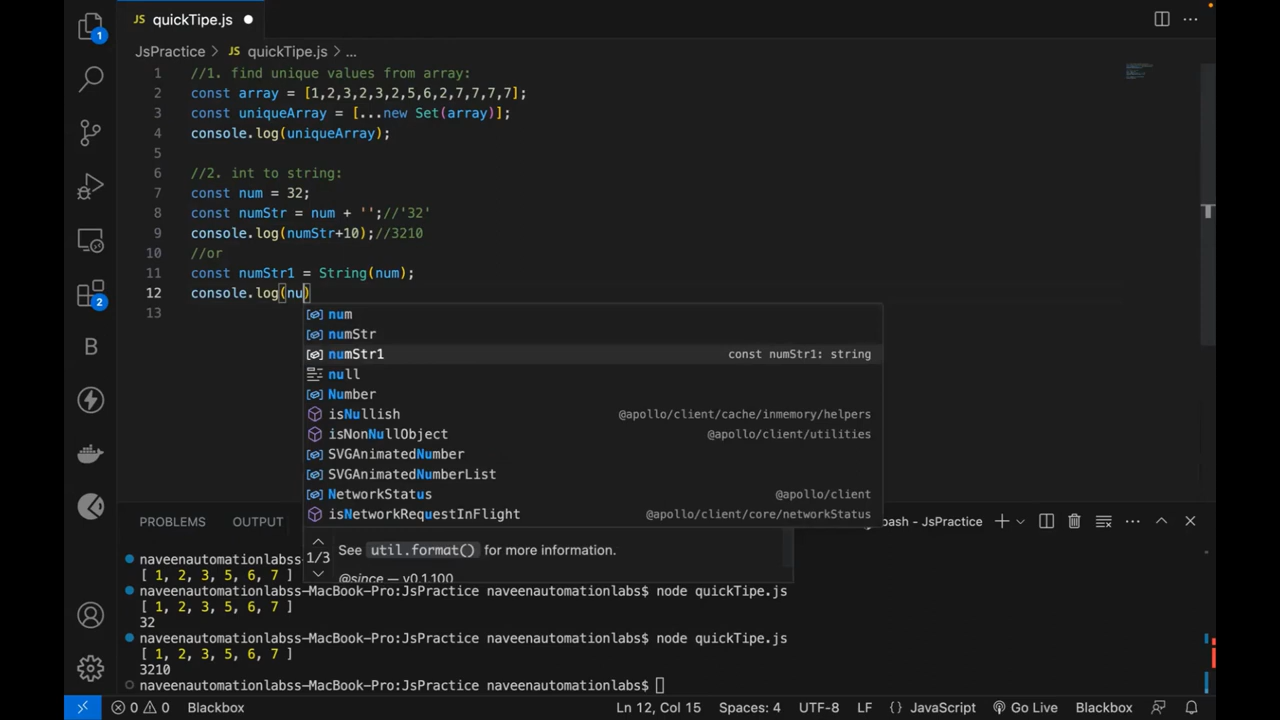 JS quickTipe.js
JsPractice > JS quickTipe.js > ...
1 //1. find unique values from array:
2 const array = [1,2,3,2,3,2,5,6,2,7,7,7,7];
3 const uniqueArray = [...new Set(array)];
4 console.log(uniqueArray);
5
6 //2. int to string:
7 const num = 32;
8 const numStr = num + '';//'32'
9 console.log(numStr+10);//3210
10 //or
11 const numStr1 = String(num);
12 console.log(nu)
13
num
numStr
numStr1 const numStr1: string
null
Number
isNullish @apollo/client/cache/inmemory/helpers
isNonNullObject @apollo/client/utilities
SVGAnimatedNumber
SVGAnimatedNumberList
NetworkStatus @apollo/client
isNetworkRequestInFlight @apollo/client/core/networkStatus
1
2
B
PROBLEMS OUTPUT bash - JsPractice
1/3 See util.format() for more information.
@since — v0.1.100
naveenautomationlabss-
[ 1, 2, 3, 5, 6, 7 ]
naveenautomationlabss-MacBook-Pro:JsPractice naveenautomationlabs$ node quickTipe.js
[ 1, 2, 3, 5, 6, 7 ]
32
naveenautomationlabss-MacBook-Pro:JsPractice naveenautomationlabs$ node quickTipe.js
[ 1, 2, 3, 5, 6, 7 ]
3210
naveenautomationlabss-MacBook-Pro:JsPractice naveenautomationlabs$
0 0 Blackbox Ln 12, Col 15 Spaces: 4 UTF-8 LF {} JavaScript Go Live Blackbox